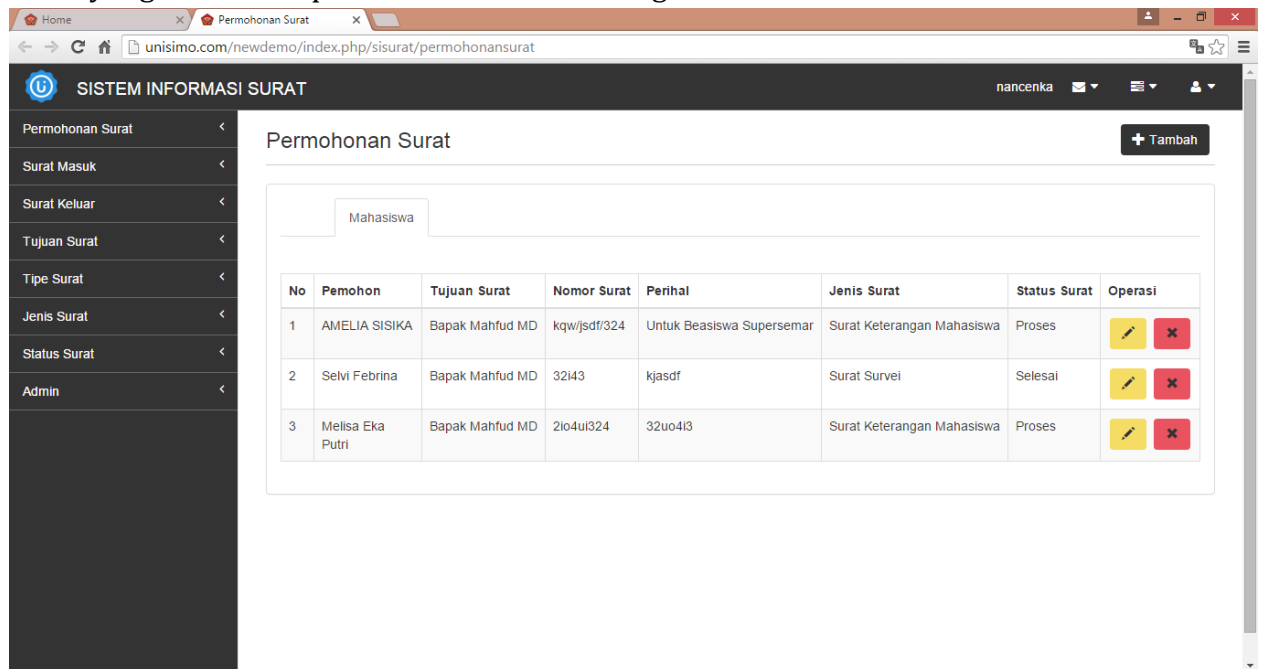 Home
Permohonan Surat
unisimo.com/newdemo/index.php/sisurat/permohonansurat
SISTEM INFORMASI SURAT
nancenka
Permohonan Surat
Surat Masuk
Surat Keluar
Tujuan Surat
Tipe Surat
Jenis Surat
Status Surat
Admin
Permohonan Surat
Tambah
Mahasiswa
No Pemohon Tujuan Surat Nomor Surat Perihal Jenis Surat Status Surat Operasi
1 AMELIA SISIKA Bapak Mahfud MD kqw/jsdf/324 Untuk Beasiswa Supersemar Surat Keterangan Mahasiswa Proses
2 Selvi Febrina Bapak Mahfud MD 32i43 kjasdf Surat Survei Selesai
3 Melisa Eka Bapak Mahfud MD 2io4ui324 32uo4i3 Surat Keterangan Mahasiswa Proses
Putri